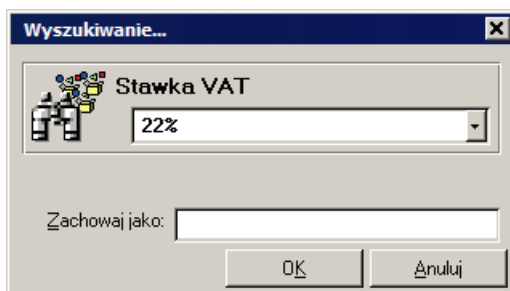 Wyszukiwanie...
Stawka VAT
22%
Zachowaj jako:
OK Anuluj